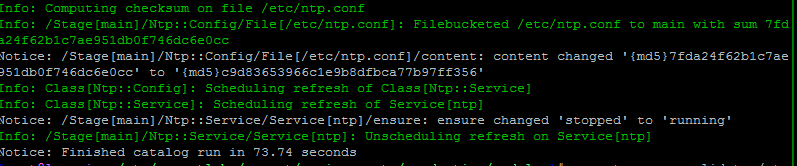 Info: Computing checksum on file /etc/ntp.conf
Info: /Stage[main]/Ntp::Config/File[/etc/ntp.conf]: Filebucketed /etc/ntp.conf to main with sum 7fd
a24f62b1c7ae951db0f746dc6e0cc
Notice: /Stage[main]/Ntp::Config/File[/etc/ntp.conf]/content: content changed '{md5}7fda24f62b1c7ae
951db0f746dc6e0cc' to '{md5}c9d83653966c1e9b8dfbca77b97ff356'
Info: Class[Ntp::Config]: Scheduling refresh of Class[Ntp::Service]
Info: Class[Ntp::Service]: Scheduling refresh of Service[ntp]
Notice: /Stage[main]/Ntp::Service/Service[ntp]/ensure: ensure changed 'stopped' to 'running'
Info: /Stage[main]/Ntp::Service/Service[ntp]: Unscheduling refresh on Service[ntp]
Notice: Finished catalog run in 73.74 seconds